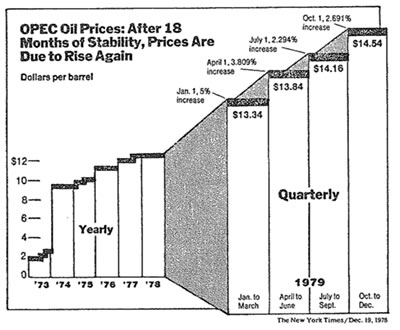 OPEC Oil Prices: After 18
Months of Stability, Prices Are
Due to Rise Again
Dollars per barrel
Oct. 1, 2.691%
increase
July 1, 2.294%
increase
April 1, 3.809%
increase
Jan. 1, 5%
increase
$14.54
$14.16
$13.84
$13.34
$12
10
8
6
4
2
Yearly
Quarterly
'73
'74
'75
'76
'77
'78
1979
Jan. to
March
April to
June
July to
Sept.
Oct. to
Dec.
The New York Times/Dec. 19, 1978